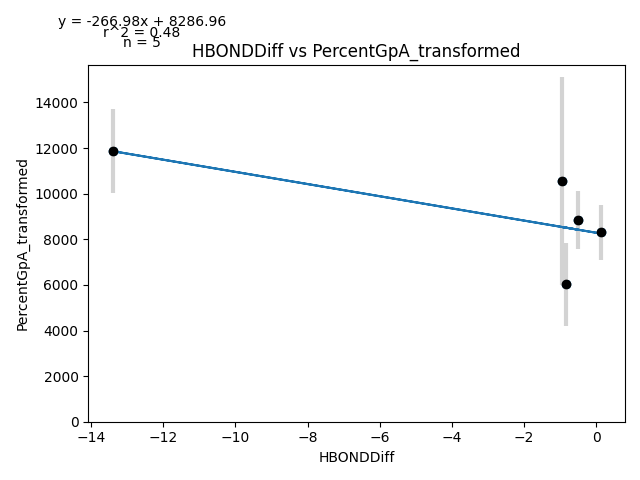 y = -266.98x + 8286.96
r^2 = 0.48
n = 5
HBONDDiff vs PercentGpA_transformed
PercentGpA_transformed
14000
12000
10000
8000
6000
4000
2000
0
−14
−12
−10
−8
−6
−4
−2
0
HBONDDiff